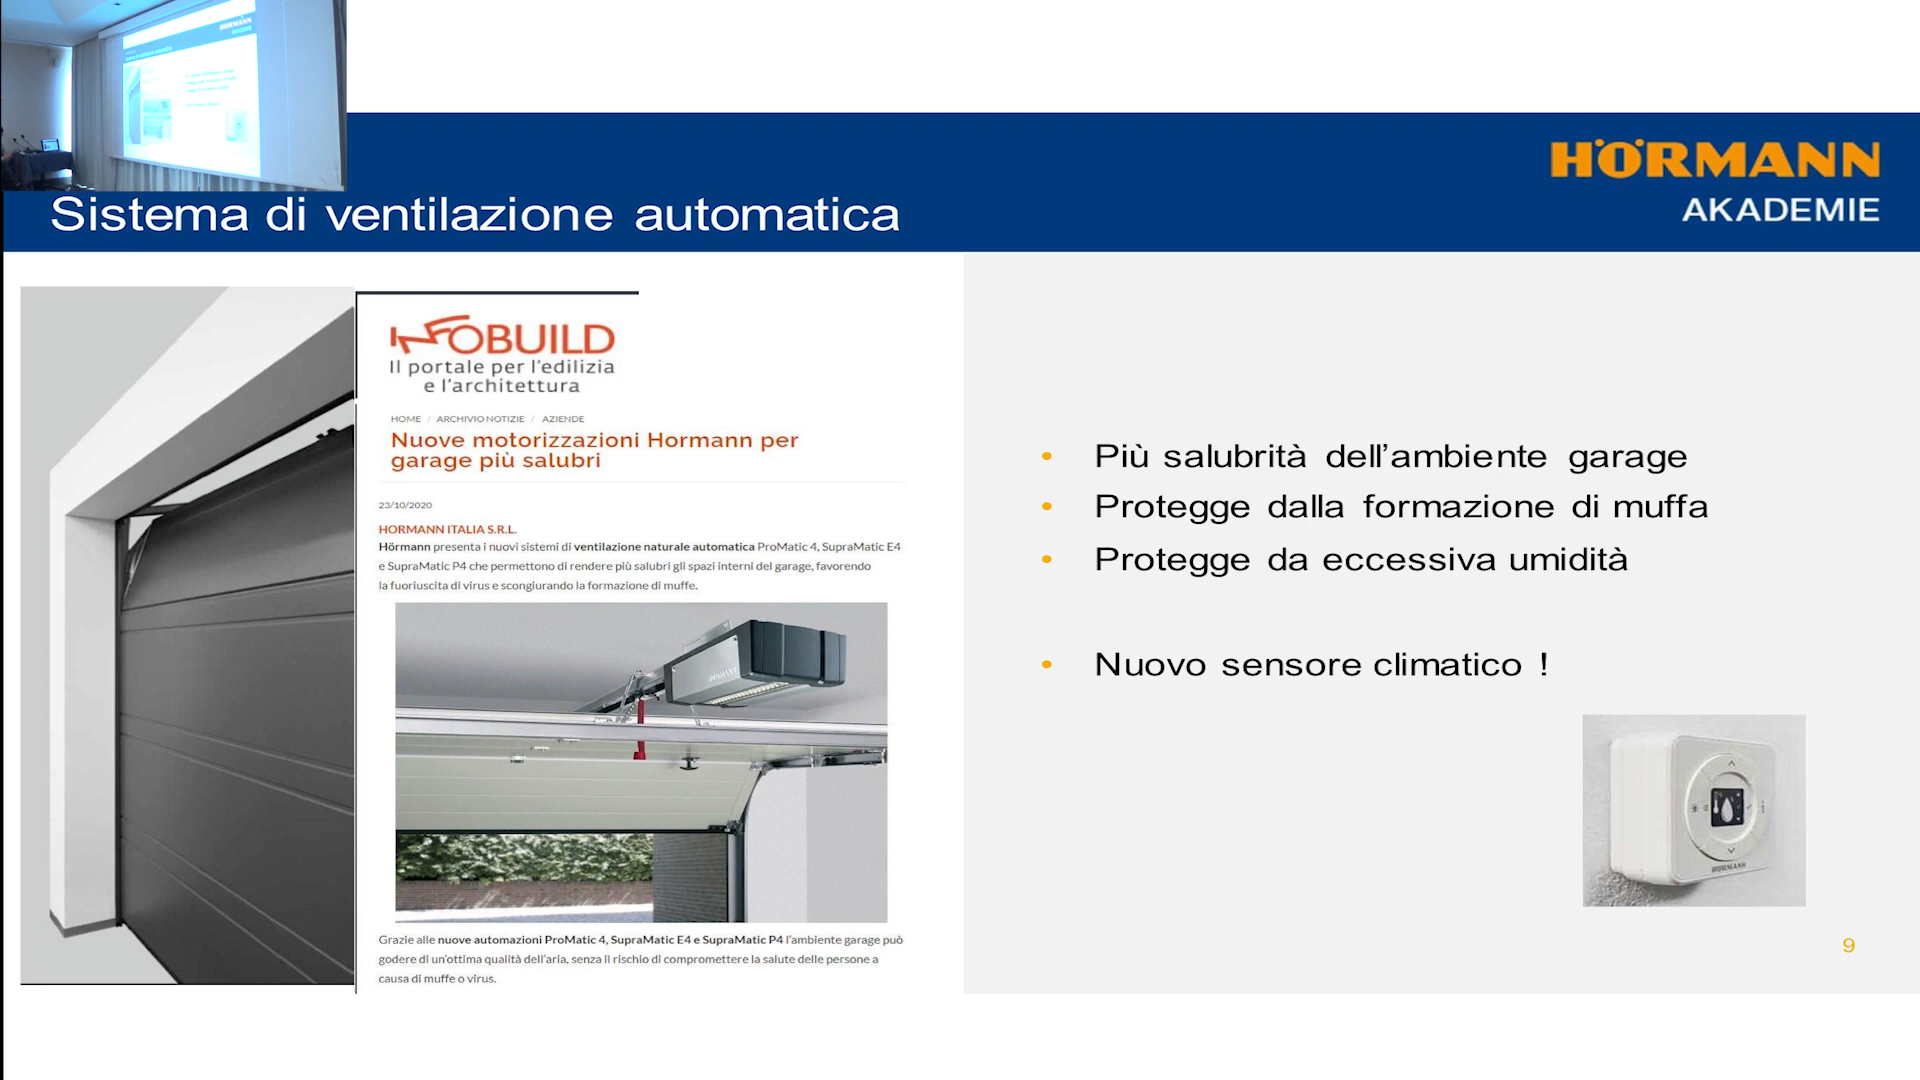 HÖRMANN
AKADEMIE
Sistema di ventilazione automatica
INFOBUILD
Il portale per l'edilizia
e l'architettura
HOME / ARCHIVIO NOTIZIE / AZIENDE
Nuove motorizzazioni Hormann per
garage più salubri
23/10/2020
HORMANN ITALIA S.R.L.
Hörmann presenta i nuovi sistemi di ventilazione naturale automatica ProMatic 4, SupraMatic E4
e SupraMatic P4 che permettono di rendere più salubri gli spazi interni del garage, favorendo
la fuoriuscita di virus e scongiurando la formazione di muffe.
Grazie alle nuove automazioni ProMatic 4, SupraMatic E4 e SupraMatic P4 l'ambiente garage può
godere di un'ottima qualità dell'aria, senza il rischio di compromettere la salute delle persone a
causa di muffe o virus.
• Più salubrità dell’ambiente garage
• Protegge dalla formazione di muffa
• Protegge da eccessiva umidità
• Nuovo sensore climatico !
HÖRMANN
9